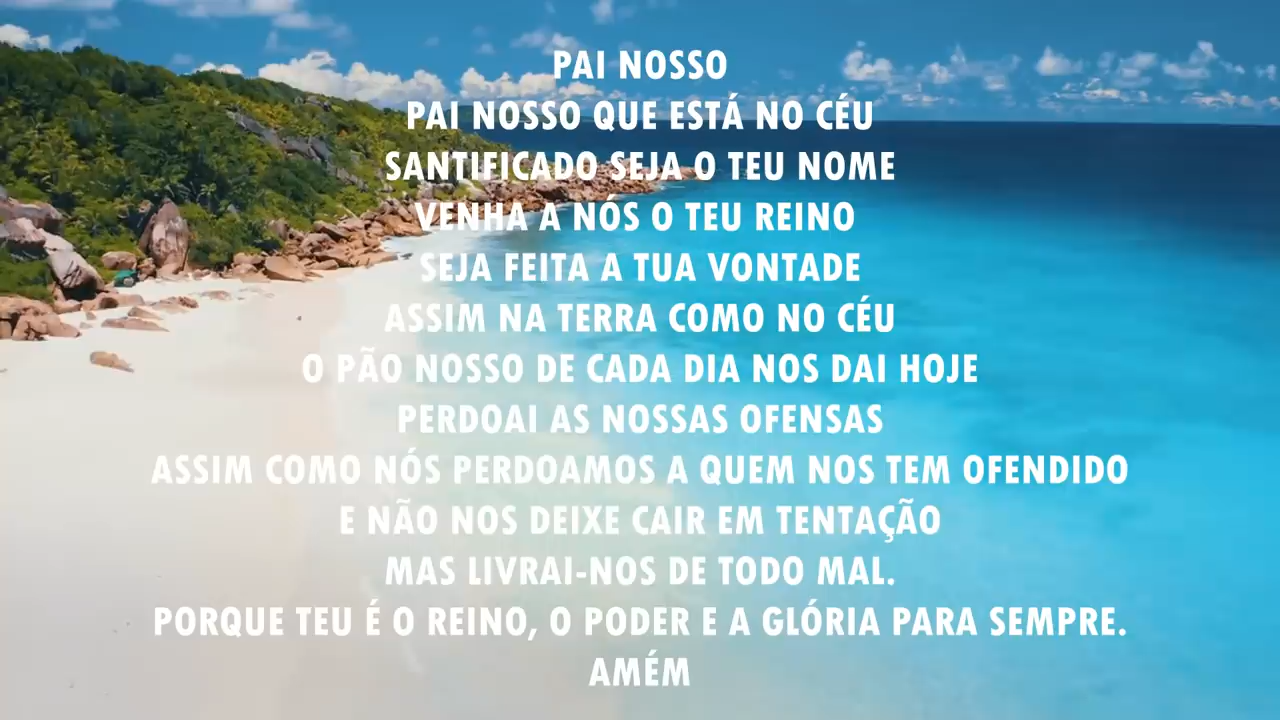 PAI NOSSO
PAI NOSSO QUE ESTÁ NO CÉU
SANTIFICADO SEJA O TEU NOME
VENHA A NÓS O TEU REINO
SEJA FEITA A TUA VONTADE
ASSIM NA TERRA COMO NO CÉU
O PÃO NOSSO DE CADA DIA NOS DAI HOJE
PERDOAI AS NOSSAS OFENSAS
ASSIM COMO NÓS PERDOAMOS A QUEM NOS TEM OFENDIDO
E NÃO NOS DEIXE CAIR EM TENTAÇÃO
MAS LIVRAI-NOS DE TODO MAL.
PORQUE TEU É O REINO, O PODER E A GLÓRIA PARA SEMPRE.
AMÉM